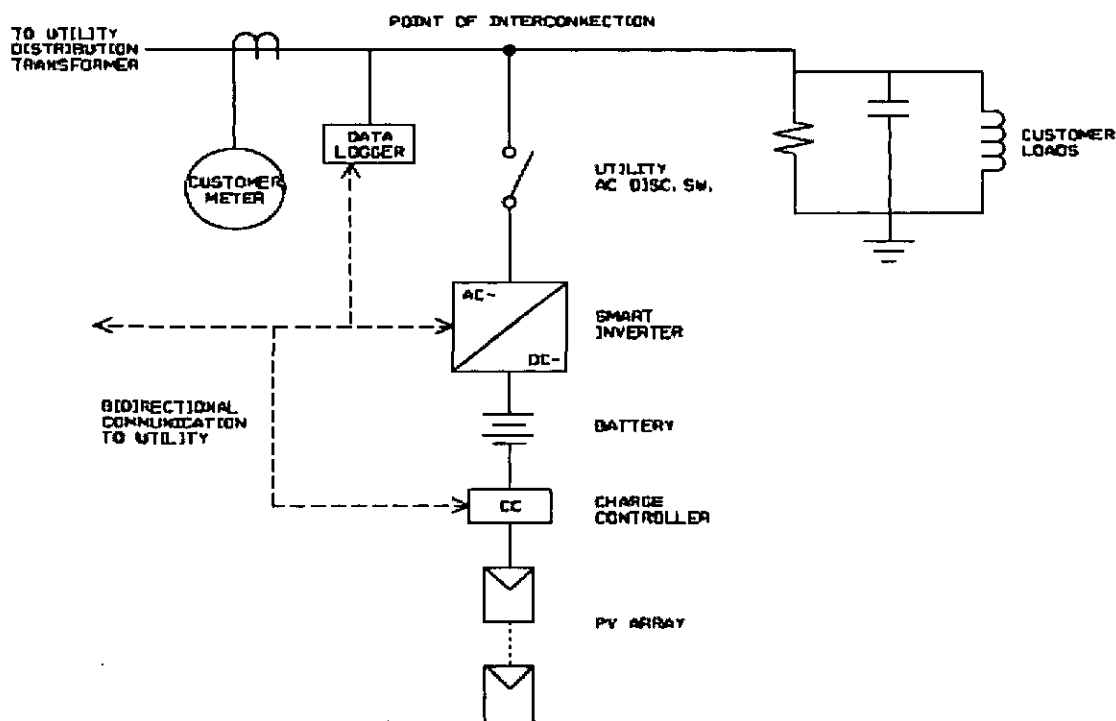 POINT OF INTERCONNECTION
TO UTILITY
DISTRIBUTION
TRANSFORMER
DATA
LOGGER
CUSTOMER
METER
UTILITY
AC DISC. SW.
CUSTOMER
LOADS
AC~
DC-
SMART
INVERTER
BIDIRECTIONAL
COMMUNICATION
TO UTILITY
BATTERY
CC
CHARGE
CONTROLLER
PV ARRAY